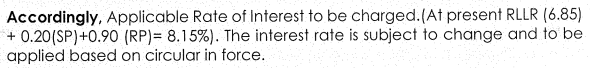 Accordingly, Applicable Rate of Interest to be charged.(At present RLLR (6.85)
+ 0.20(SP)+0.90 (RP)= 8.15%). The interest rate is subject to change and to be
applied based on circular in force.